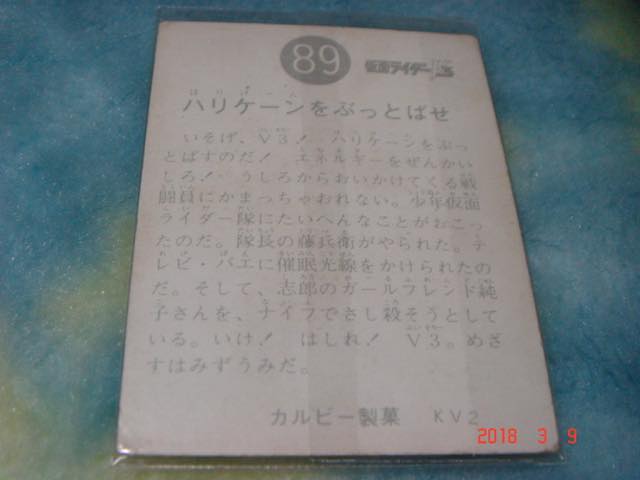 89
仮面ライダーV3
ハリケーンをぶっとばせ
いそげ、V3! ハリケーンをぶっ
とばすのだ! エネルギーをぜんかい
しろ! うしろからおいかけてくる戦
闘員にかまっちゃおれない。少年仮面
ライダー隊にたいへんなことがおこっ
たのだ。隊長の藤兵衛がやられた。テ
レビ・バエに催眠光線をかけられたの
だ。そして、志郎のガールフレンド純
子さんを、ナイフでさし殺そうとして
いる。いけ! はしれ! V3。めざ
すはみずうみだ。
カルビー製菓 KV2
2018 3 9